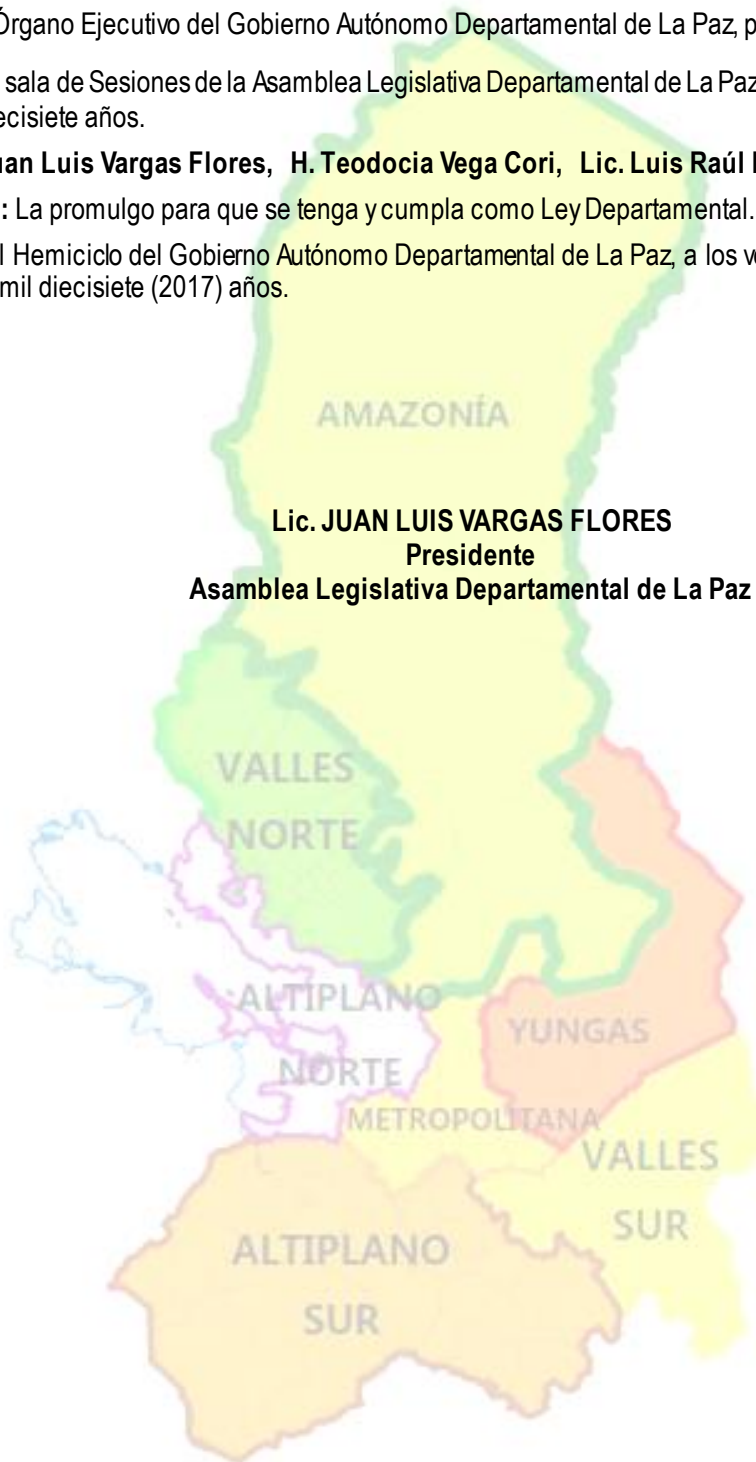 Órgano Ejecutivo del Gobierno Autónomo Departamental de La Paz, p
sala de Sesiones de la Asamblea Legislativa Departamental de La Paz
ecisiete años.
uan Luis Vargas Flores, H. Teodocia Vega Cori, Lic. Luis Raúl
: La promulgo para que se tenga y cumpla como Ley Departamental.
l Hemiciclo del Gobierno Autónomo Departamental de La Paz, a los v
mil diecisiete (2017) años.
AMAZONÍA
Lic. JUAN LUIS VARGAS FLORES
Presidente
Asamblea Legislativa Departamental de La Paz
VALLES
NORTE
ALTIPLANO
NORTE
YUNGAS
METROPOLITANA
VALLES
SUR
ALTIPLANO
SUR